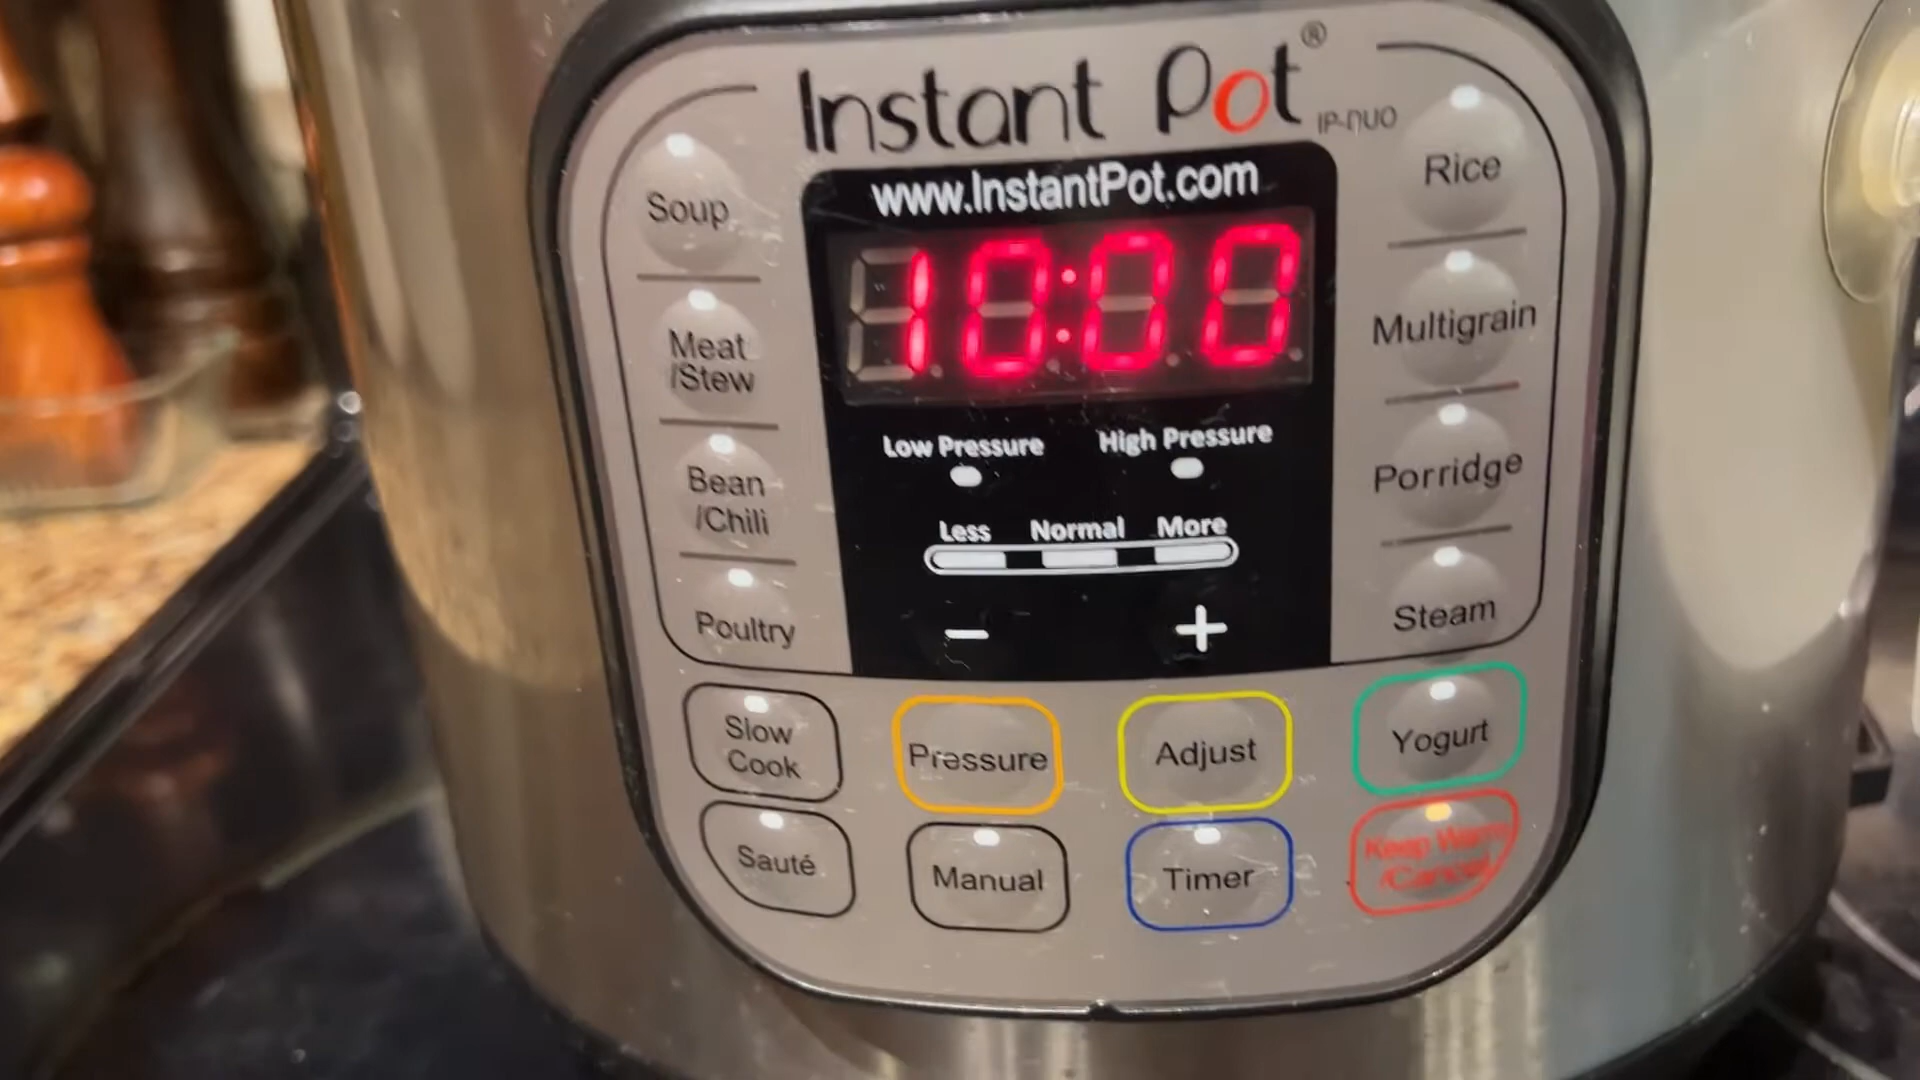 Instant Pot®
IP-DUO
www.InstantPot.com
10:00
Low Pressure
High Pressure
Less Normal More
− +
Soup
Meat
/Stew
Bean
/Chili
Poultry
Rice
Multigrain
Porridge
Steam
Slow
Cook
Pressure
Adjust
Yogurt
Sauté
Manual
Timer
Keep Warm
/Cancel